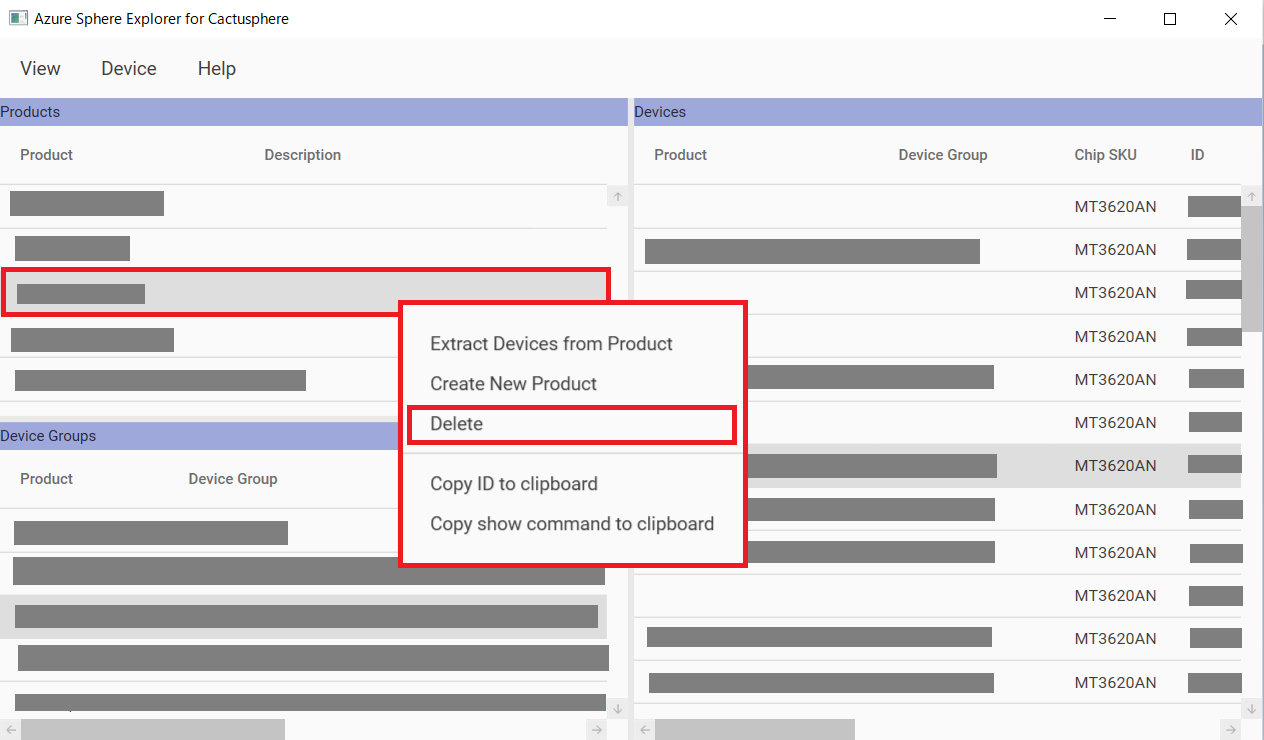 Azure Sphere Explorer for Cactusphere
View Device Help
Products
Product Description
Device Groups
Product Device Group
Extract Devices from Product
Create New Product
Delete
Copy ID to clipboard
Copy show command to clipboard
Devices
Product Device Group Chip SKU ID
MT3620AN
MT3620AN
MT3620AN
MT3620AN
MT3620AN
MT3620AN
MT3620AN
MT3620AN
MT3620AN
MT3620AN
MT3620AN
MT3620AN